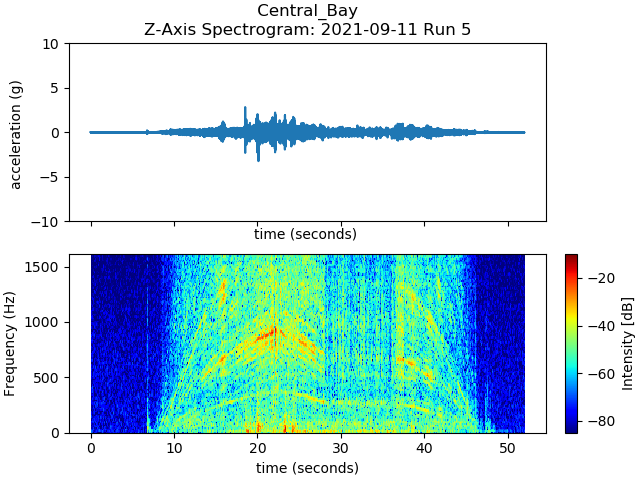 Central_Bay
Z-Axis Spectrogram: 2021-09-11 Run 5
10
5
0
−5
−10
acceleration (g)
time (seconds)
1500
1000
500
0
Frequency (Hz)
0 10 20 30 40 50
time (seconds)
−20
−40
−60
−80
Intensity [dB]